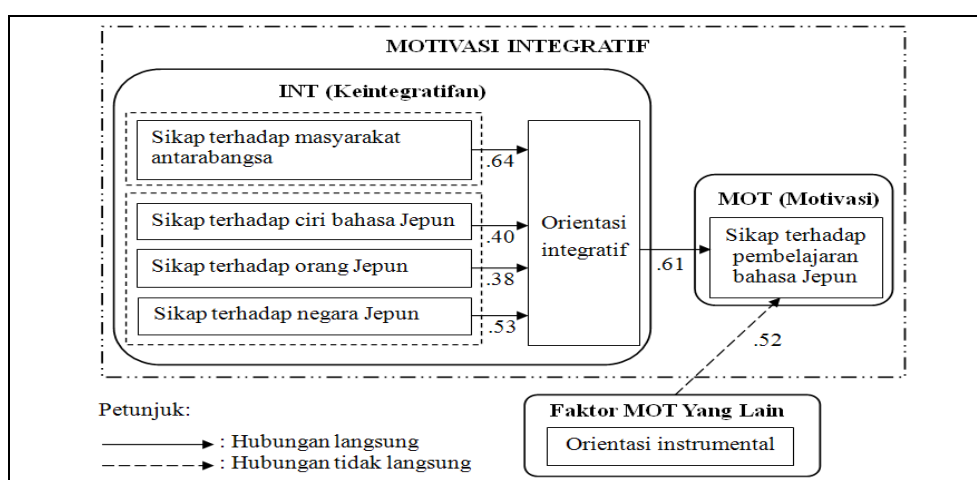 MOTIVASI INTEGRATIF
INT (Keintegratifan)
Sikap terhadap masyarakat
antarabangsa
.64
Sikap terhadap ciri bahasa Jepun
.40
Sikap terhadap orang Jepun
.38
Sikap terhadap negara Jepun
.53
Orientasi
integratif
.61
MOT (Motivasi)
Sikap terhadap
pembelajaran
bahasa Jepun
.52
Faktor MOT Yang Lain
Orientasi instrumental
Petunjuk:
: Hubungan langsung
: Hubungan tidak langsung